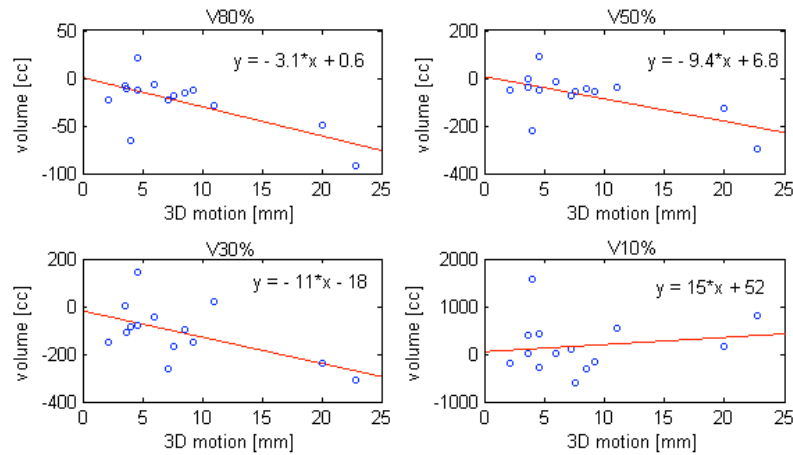 V80%
50
0
-50
-100
volume [cc]
y = - 3.1*x + 0.6
0 5 10 15 20 25
3D motion [mm]
V50%
200
0
-200
-400
volume [cc]
y = - 9.4*x + 6.8
0 5 10 15 20 25
3D motion [mm]
V30%
200
0
-200
-400
volume [cc]
y = - 11*x - 18
0 5 10 15 20 25
3D motion [mm]
V10%
2000
1000
0
-1000
volume [cc]
y = 15*x + 52
0 5 10 15 20 25
3D motion [mm]